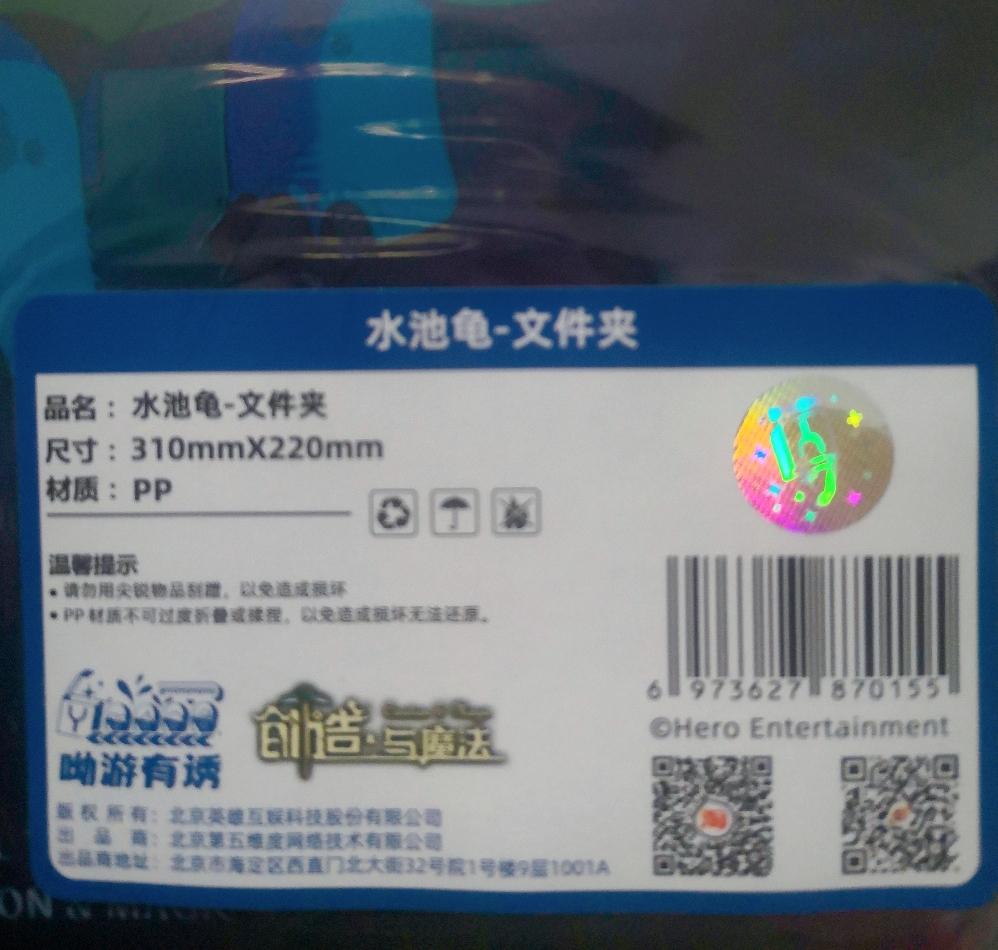 水池龟-文件夹
品名：水池龟-文件夹
尺寸：310mmX220mm
材质：PP
温馨提示
• 请勿用尖锐物品刮蹭，以免造成损坏
• PP材质不可过度折叠或揉捏，以免造成损坏无法还原。
6 973627 870155
©Hero Entertainment
呦游有诱
创造与魔法
版权所有：北京英雄互娱科技股份有限公司
出品商：北京第五维度网络技术有限公司
出品商地址：北京市海淀区西直门北大街32号院1号楼9层1001A